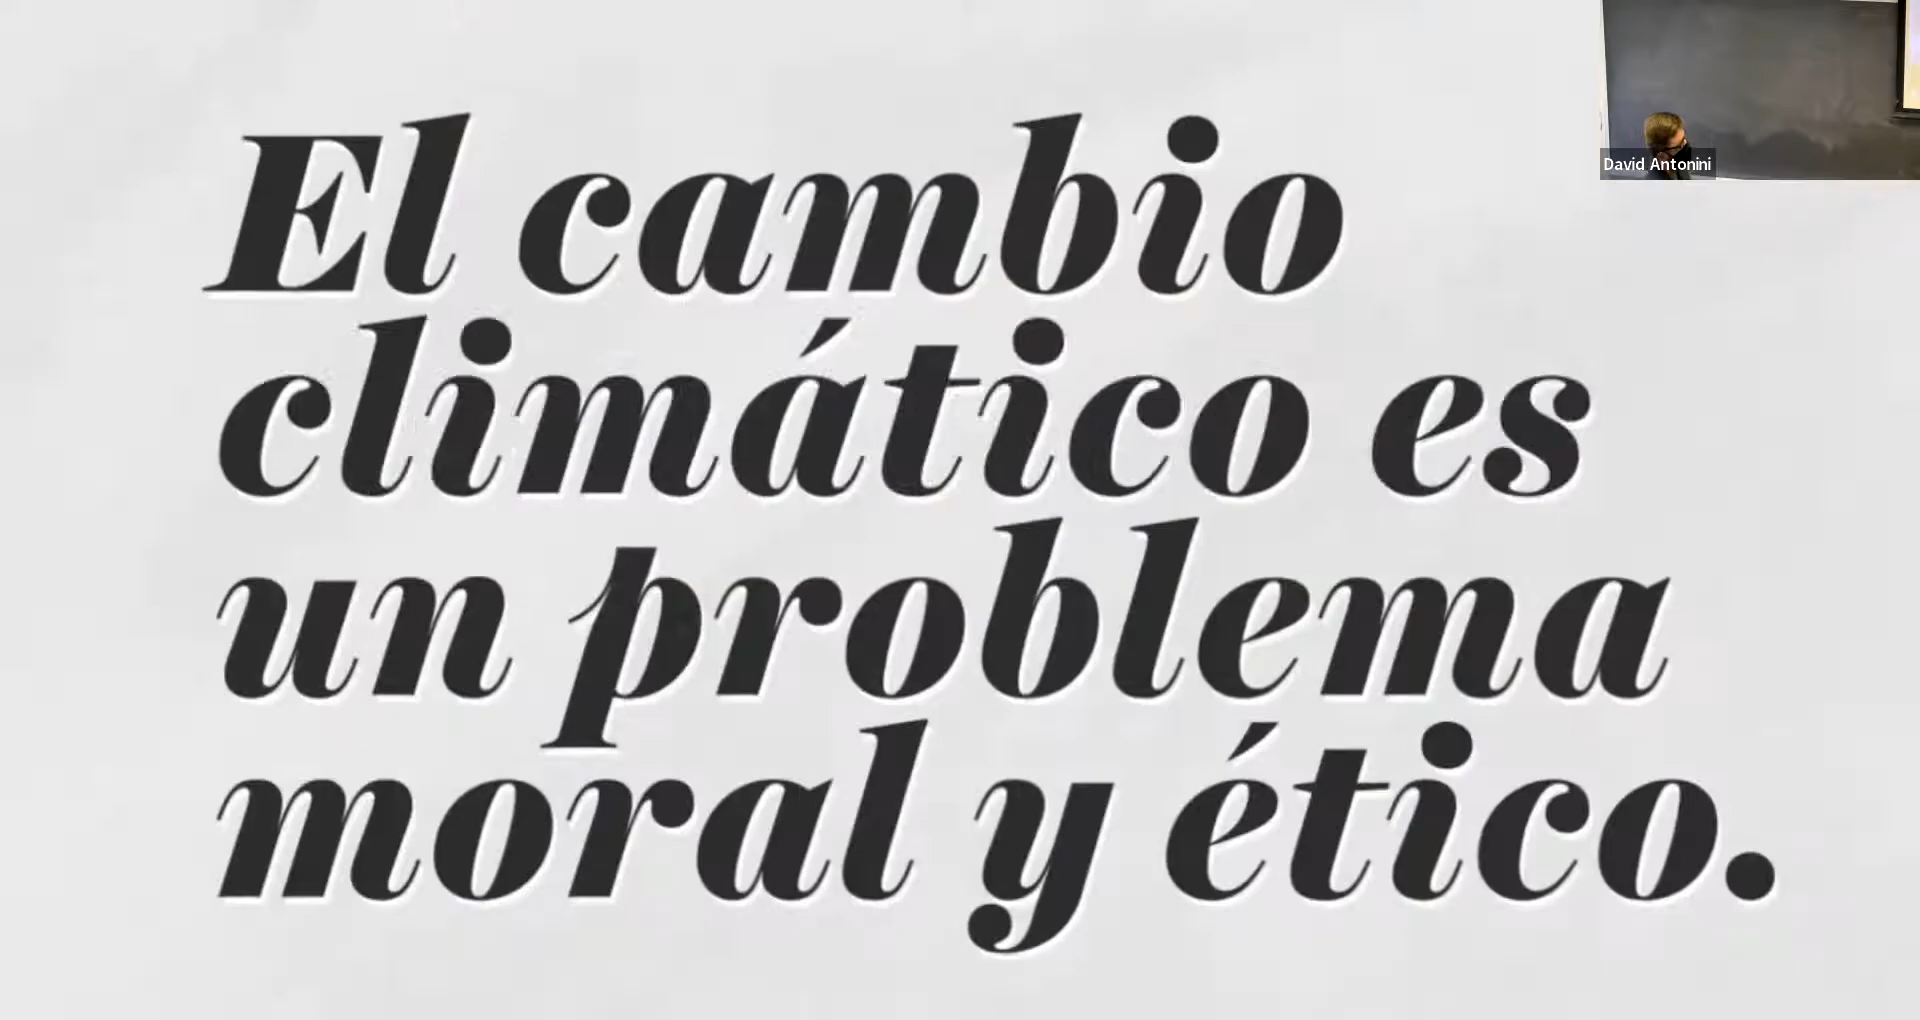 El cambio
climático es
un problema
moral y ético.
David Antonini